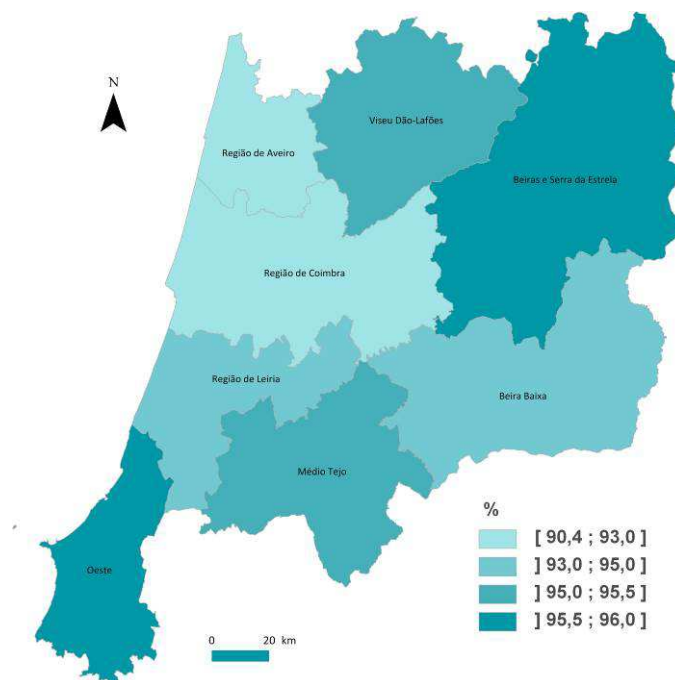 N
Viseu Dão-Lafões
Região de Aveiro
Beiras e Serra da Estrela
Região de Coimbra
Região de Leiria
Beira Baixa
Médio Tejo
Oeste
%
[ 90,4 ; 93,0 ]
] 93,0 ; 95,0 ]
] 95,0 ; 95,5 ]
] 95,5 ; 96,0 ]
0 20 km